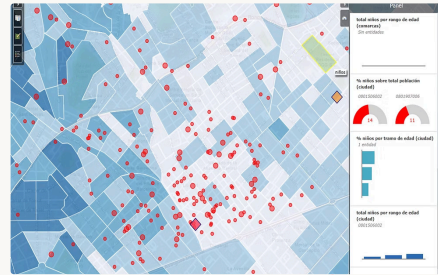 Panel
total niños por rango de edad
(comarcas)
Sin entidades
% niños sobre total población
(ciudad)
14
11
% niños por tramo de edad (ciudad)
1 entidad
total niños por rango de edad
(ciudad)
niños